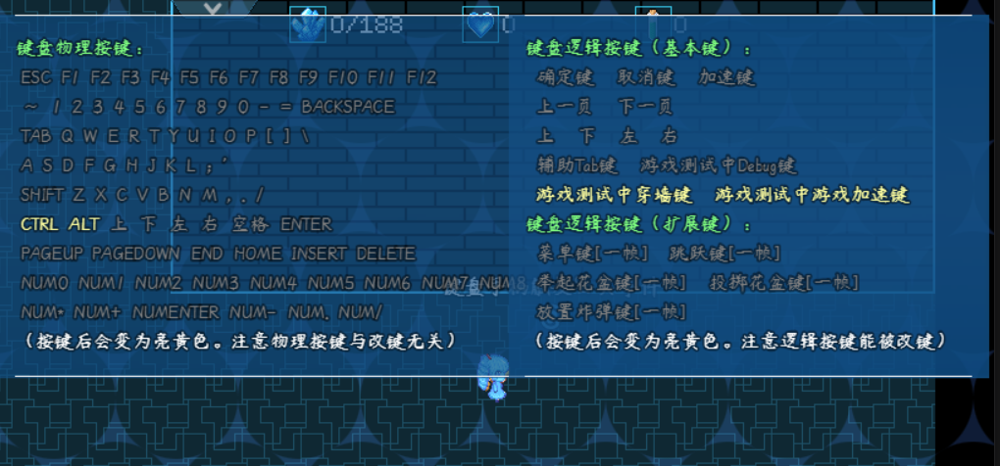 0/188 0 0
键盘物理按键：
ESC F1 F2 F3 F4 F5 F6 F7 F8 F9 F10 F11 F12
~ 1 2 3 4 5 6 7 8 9 0 - = BACKSPACE
TAB Q W E R T Y U I O P [ ] \
A S D F G H J K L ; '
SHIFT Z X C V B N M , . /
CTRL ALT 上 下 左 右 空格 ENTER
PAGEUP PAGEDOWN END HOME INSERT DELETE
NUM0 NUM1 NUM2 NUM3 NUM4 NUM5 NUM6 NUM7 NUM8
NUM* NUM+ NUMENTER NUM- NUM. NUM/
（按键后会变为亮黄色。注意物理按键与改键无关）
键盘逻辑按键（基本键）：
确定键 取消键 加速键
上一页 下一页
上 下 左 右
辅助Tab键 游戏测试中Debug键
游戏测试中穿墙键 游戏测试中游戏加速键
键盘逻辑按键（扩展键）：
菜单键[一帧] 跳跃键[一帧]
举起花盆键[一帧] 投掷花盆键[一帧]
放置炸弹键[一帧]
（按键后会变为亮黄色。注意逻辑按键能被改键）